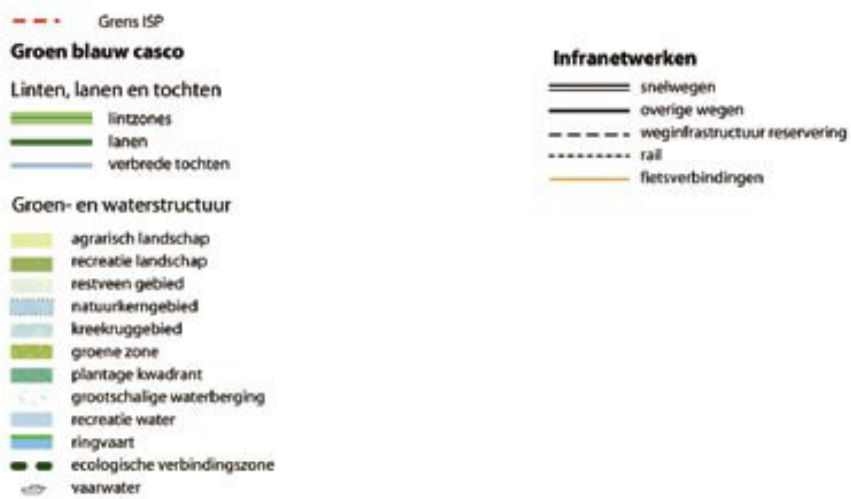 Grens ISP
Groen blauw casco
Linten, lanen en tochten
lintzones
lanen
verbrede tochten
Groen- en waterstructuur
agrarisch landschap
recreatie landschap
restveen gebied
natuurkerngebied
kreekruggebied
groene zone
plantage kwadrant
grootschalige waterberging
recreatie water
ringvaart
ecologische verbindingszone
vaarwater
Infranetwerken
snelwegen
overige wegen
weginfrastructuur reservering
rail
fietsverbindingen